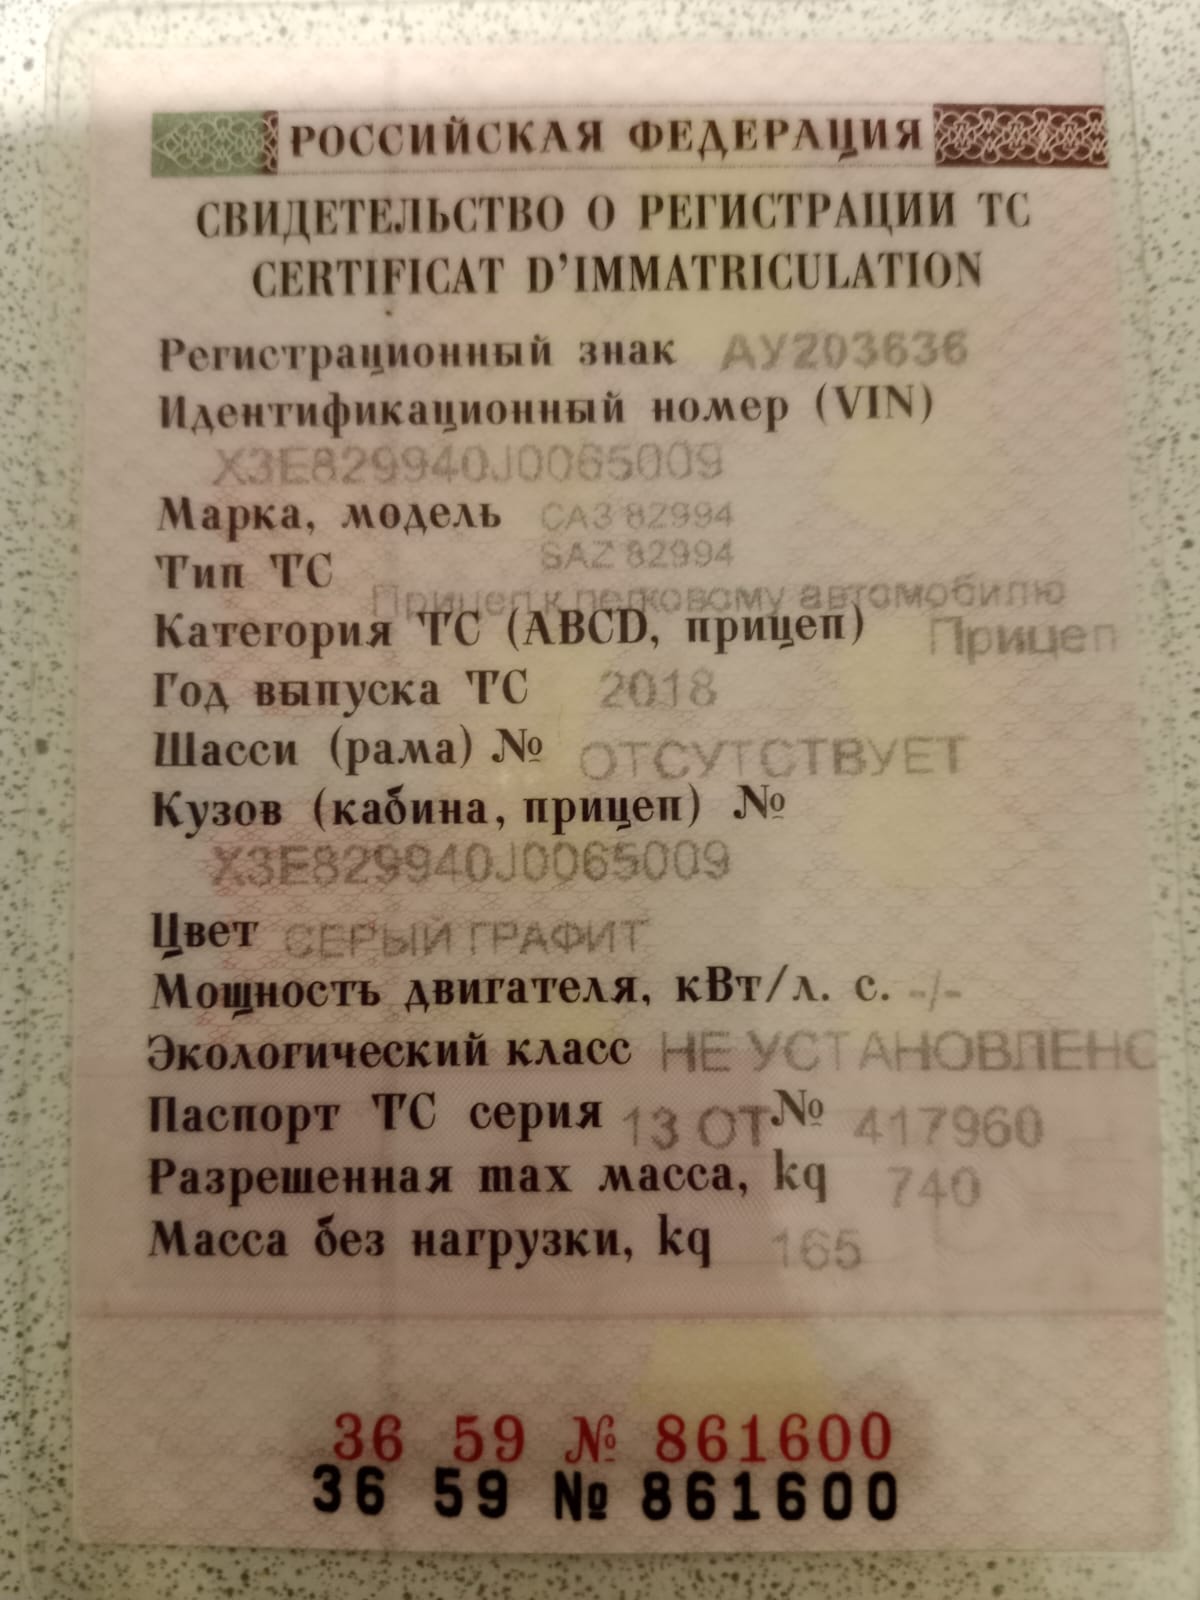 РОССИЙСКАЯ ФЕДЕРАЦИЯ
СВИДЕТЕЛЬСТВО О РЕГИСТРАЦИИ ТС
CERTIFICAT D'IMMATRICULATION
Регистрационный знак АУ203636
Идентификационный номер (VIN)
X3E829940J0065009
Марка, модель САЗ 82994
SAZ 82994
Тип ТС
Прицеп к легковому автомобилю
Категория ТС (ABCD, прицеп) Прицеп
Год выпуска ТС 2018
Шасси (рама) № ОТСУТСТВУЕТ
Кузов (кабина, прицеп) №
X3E829940J0065009
Цвет СЕРЫЙ ГРАФИТ
Мощность двигателя, кВт/л. с. -/-
Экологический класс НЕ УСТАНОВЛЕНО
Паспорт ТС серия 13 ОТ № 417960
Разрешенная max масса, kg 740
Масса без нагрузки, kg 165
36 59 № 861600
36 59 № 861600